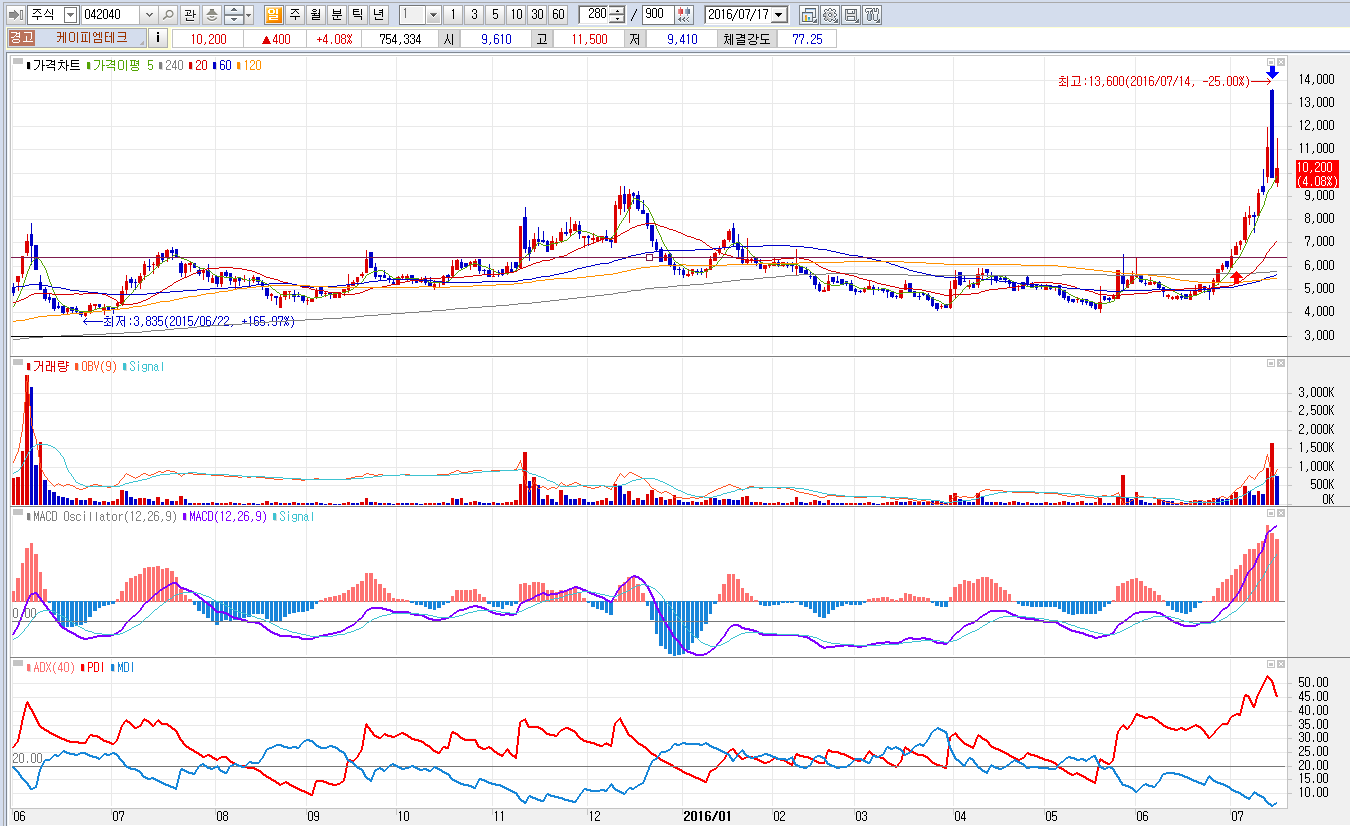 주식 042040 관 일 주 월 분 틱 년 1 1 3 5 10 30 60 280 / 900 2016/07/17
경고 케이피엠테크 i 10,200 ▲400 +4.08% 754,334 시 9,610 고 11,500 저 9,410 체결강도 77.25
가격차트 가격이평 5 240 20 60 120
최고:13,600(2016/07/14, -25.00%)
14,000
13,000
12,000
11,000
10,200
(4.08%)
9,000
8,000
7,000
6,000
5,000
4,000
3,000
최저:3,835(2015/06/22, +165.97%)
거래량 OBV(9) Signal
3,000K
2,500K
2,000K
1,500K
1,000K
500K
0K
MACD Oscillator(12,26,9) MACD(12,26,9) Signal
0.00
ADX(40) PDI MDI
50.00
45.00
40.00
35.00
30.00
25.00
20.00 20.00
15.00
10.00
06 07 08 09 10 11 12 2016/01 02 03 04 05 06 07